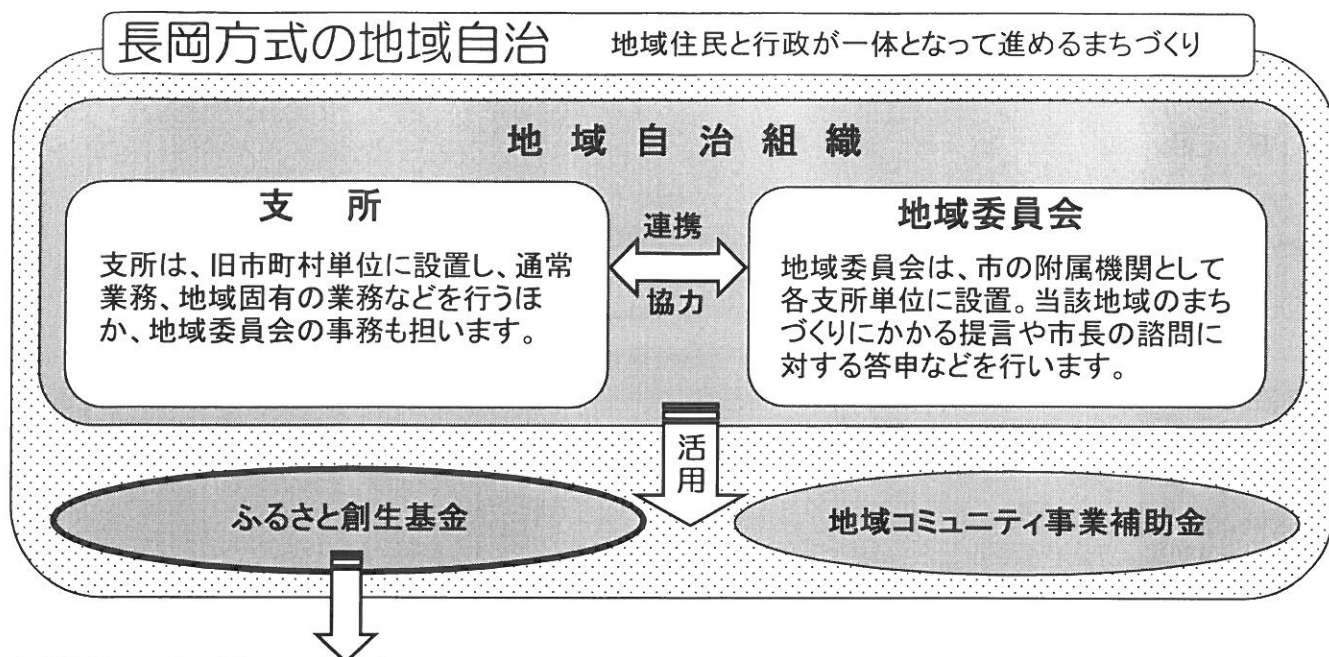 長岡方式の地域自治 地域住民と行政が一体となって進めるまちづくり
地域自治組織
支所
支所は、旧市町村単位に設置し、通常
業務、地域固有の業務などを行うほ
か、地域委員会の事務も担います。
連携
協力
地域委員会
地域委員会は、市の附属機関として
各支所単位に設置。当該地域のまち
づくりにかかる提言や市長の諮問に
対する答申などを行います。
活用
ふるさと創生基金
地域コミュニティ事業補助金